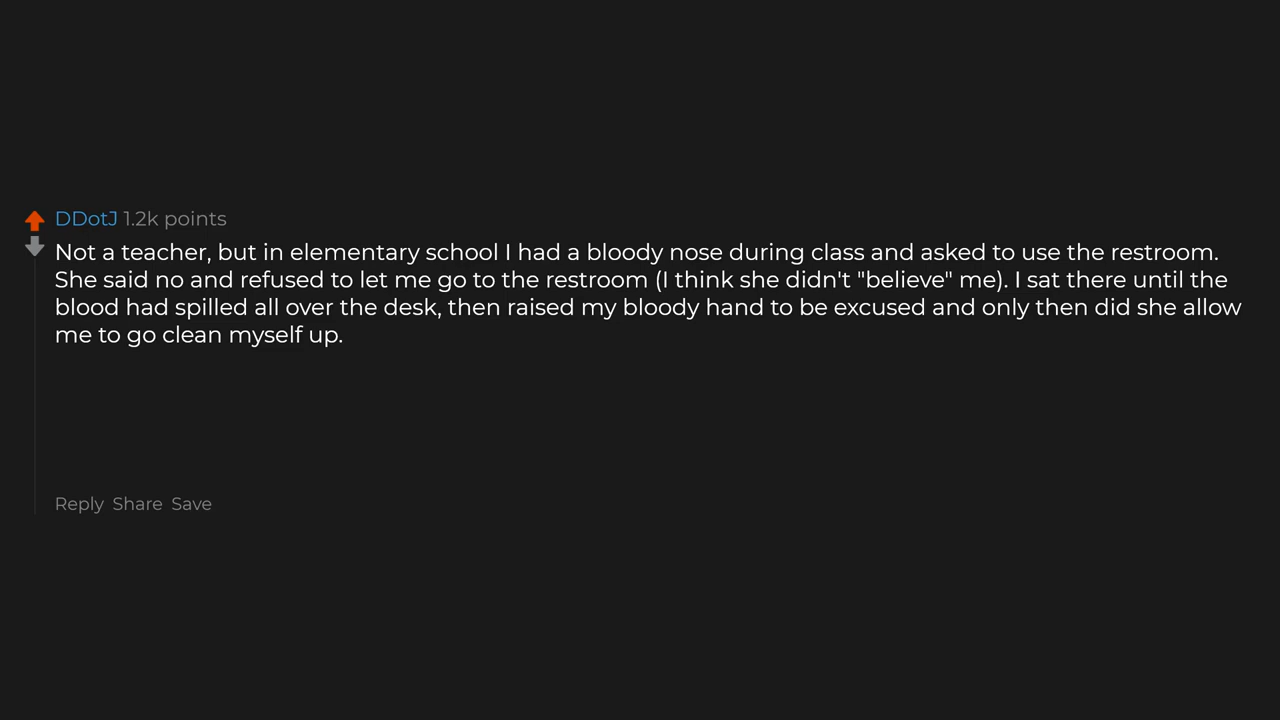 DDotJ 1.2k points
Not a teacher, but in elementary school I had a bloody nose during class and asked to use the restroom.
She said no and refused to let me go to the restroom (I think she didn't "believe" me). I sat there until the
blood had spilled all over the desk, then raised my bloody hand to be excused and only then did she allow
me to go clean myself up.
Reply Share Save